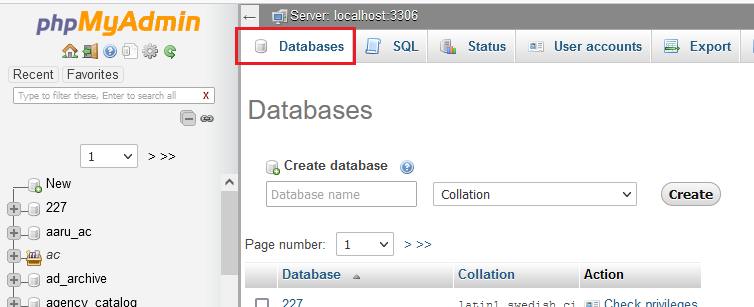 phpMyAdmin
Recent Favorites
Type to filter these, Enter to search all X
1 > >>
New
227
aaru_ac
ac
ad_archive
agency_catalog
Server: localhost:3306
Databases SQL Status User accounts Export
Databases
Create database
Database name Collation Create
Page number: 1 > >>
Database Collation Action
227 latin1_swedish_ci Check privileges